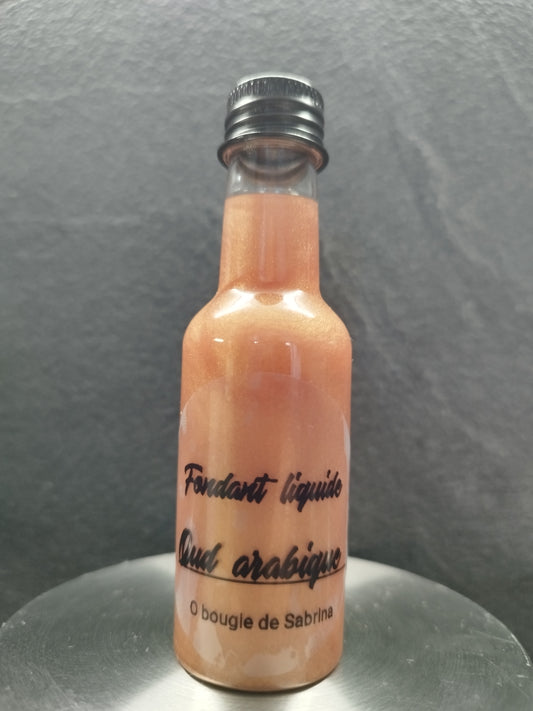 Fondant liquide
Oud arabique
O bougie de Sabrina